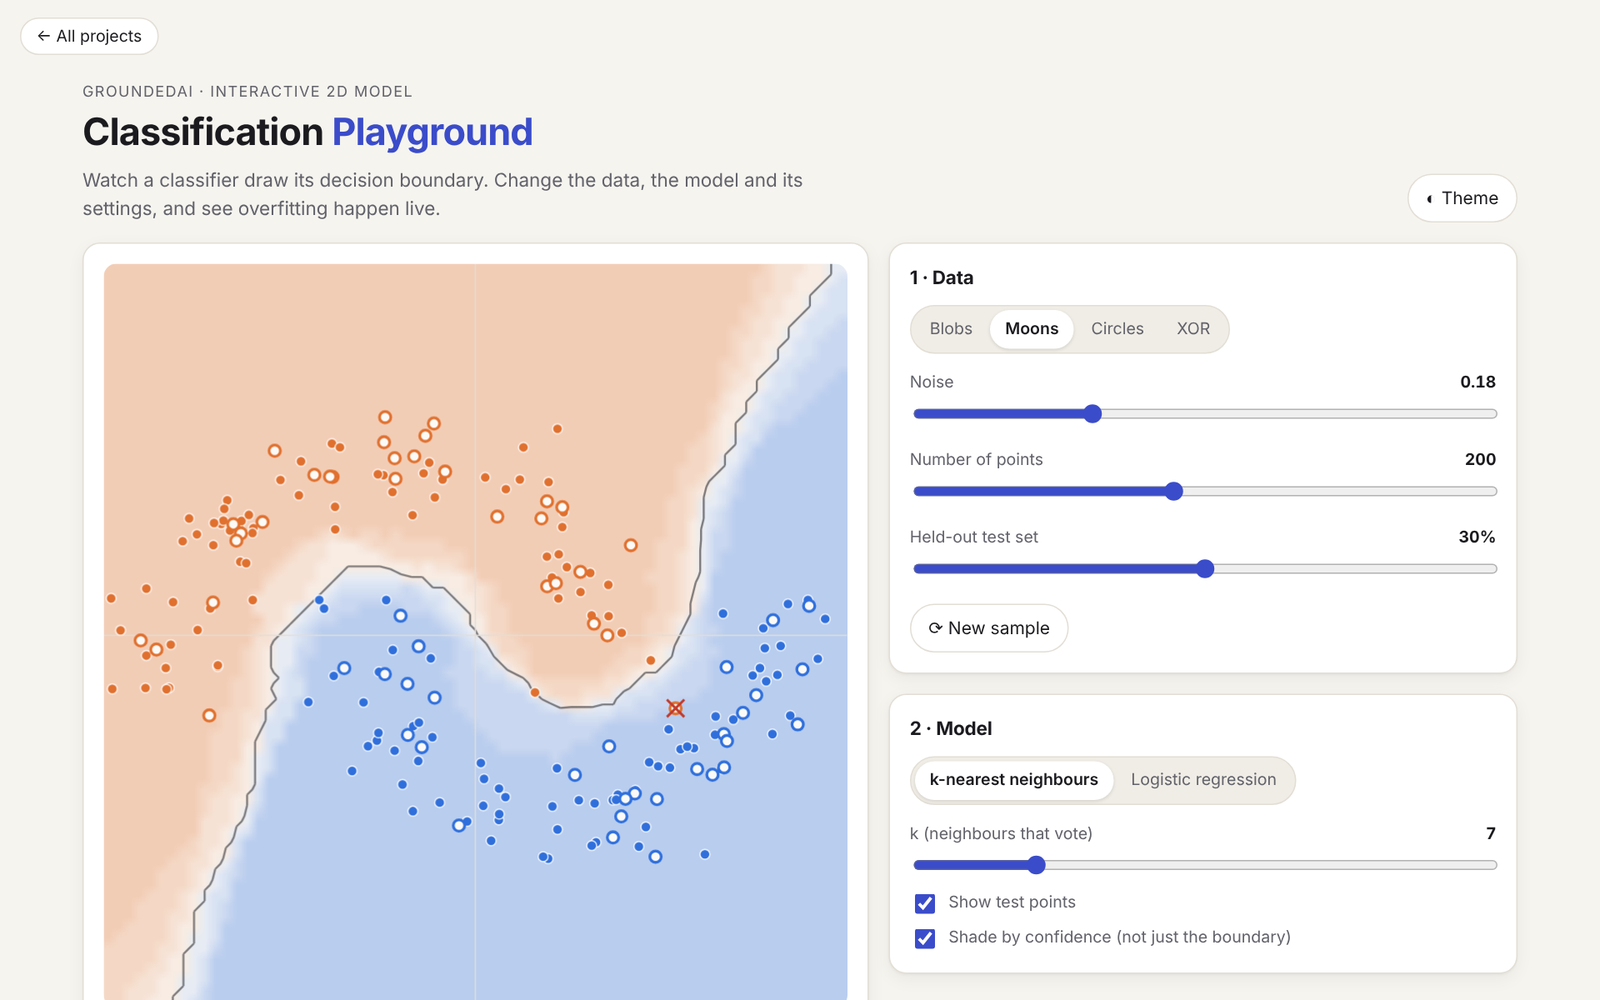 ← All projects
GROUNDEDAI · INTERACTIVE 2D MODEL
Classification Playground
Watch a classifier draw its decision boundary. Change the data, the model and its
settings, and see overfitting happen live.
Theme
1 · Data
Blobs Moons Circles XOR
Noise 0.18
Number of points 200
Held-out test set 30%
⟳ New sample
2 · Model
k-nearest neighbours Logistic regression
k (neighbours that vote) 7
Show test points
Shade by confidence (not just the boundary)